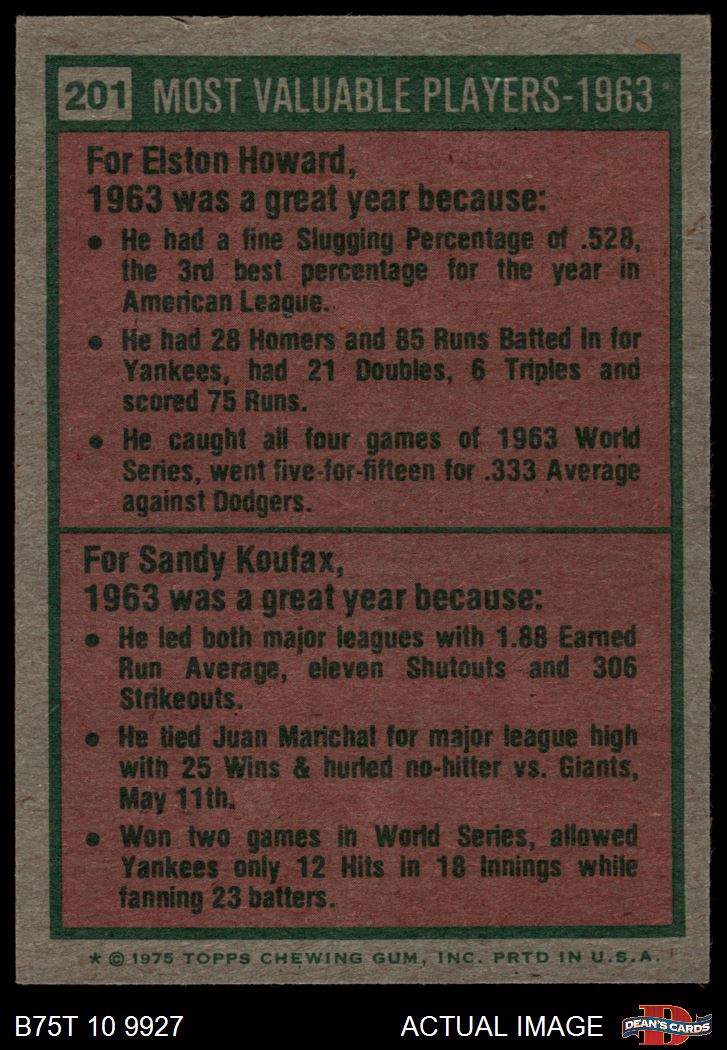 201 MOST VALUABLE PLAYERS-1963
For Elston Howard,
1963 was a great year because:
• He had a fine Slugging Percentage of .528,
the 3rd best percentage for the year in
American League.
• He had 28 Homers and 85 Runs Batted In for
Yankees, had 21 Doubles, 6 Triples and
scored 75 Runs.
• He caught all four games of 1963 World
Series, went five-for-fifteen for .333 Average
against Dodgers.
For Sandy Koufax,
1963 was a great year because:
• He led both major leagues with 1.88 Earned
Run Average, eleven Shutouts and 306
Strikeouts.
• He tied Juan Marichal for major league high
with 25 Wins & hurled no-hitter vs. Giants,
May 11th.
• Won two games in World Series, allowed
Yankees only 12 Hits in 18 Innings while
fanning 23 batters.
* © 1975 TOPPS CHEWING GUM, INC. PRTD IN U.S.A.
B75T 10 9927 ACTUAL IMAGE D DEAN'S CARDS